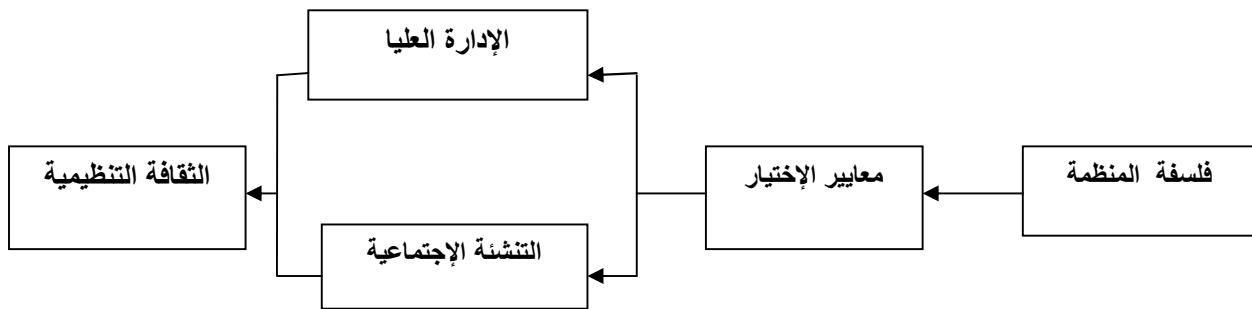 الإدارة العليا
فلسفة المنظمة
معايير الإختيار
الثقافة التنظيمية
التنشئة الإجتماعية